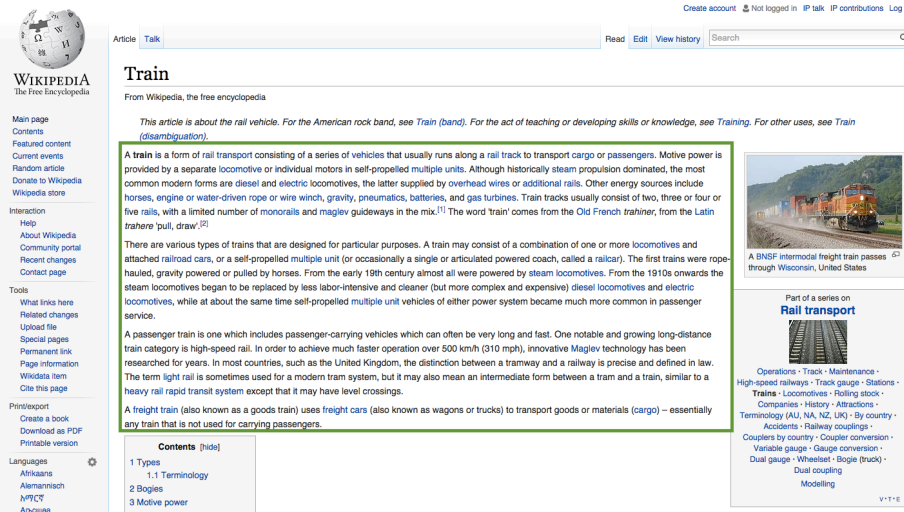 Create account Not logged in IP talk IP contributions Log
Article Talk Read Edit View history Search
WIKIPEDIA
The Free Encyclopedia
Main page
Contents
Featured content
Current events
Random article
Donate to Wikipedia
Wikipedia store
Interaction
Help
About Wikipedia
Community portal
Recent changes
Contact page
Tools
What links here
Related changes
Upload file
Special pages
Permanent link
Page information
Wikidata item
Cite this page
Print/export
Create a book
Download as PDF
Printable version
Languages
Afrikaans
Alemannisch
አማርኛ
Train
From Wikipedia, the free encyclopedia
This article is about the rail vehicle. For the American rock band, see Train (band). For the act of teaching or developing skills or knowledge, see Training. For other uses, see Train
(disambiguation).
A train is a form of rail transport consisting of a series of vehicles that usually runs along a rail track to transport cargo or passengers. Motive power is
provided by a separate locomotive or individual motors in self-propelled multiple units. Although historically steam propulsion dominated, the most
common modern forms are diesel and electric locomotives, the latter supplied by overhead wires or additional rails. Other energy sources include
horses, engine or water-driven rope or wire winch, gravity, pneumatics, batteries, and gas turbines. Train tracks usually consist of two, three or four or
five rails, with a limited number of monorails and maglev guideways in the mix.[1] The word 'train' comes from the Old French trahiner, from the Latin
trahere 'pull, draw'.[2]
There are various types of trains that are designed for particular purposes. A train may consist of a combination of one or more locomotives and
attached railroad cars, or a self-propelled multiple unit (or occasionally a single or articulated powered coach, called a railcar). The first trains were rope-
hauled, gravity powered or pulled by horses. From the early 19th century almost all were powered by steam locomotives. From the 1910s onwards the
steam locomotives began to be replaced by less labor-intensive and cleaner (but more complex and expensive) diesel locomotives and electric
locomotives, while at about the same time self-propelled multiple unit vehicles of either power system became much more common in passenger
service.
A passenger train is one which includes passenger-carrying vehicles which can often be very long and fast. One notable and growing long-distance
train category is high-speed rail. In order to achieve much faster operation over 500 km/h (310 mph), innovative Maglev technology has been
researched for years. In most countries, such as the United Kingdom, the distinction between a tramway and a railway is precise and defined in law.
The term light rail is sometimes used for a modern tram system, but it may also mean an intermediate form between a tram and a train, similar to a
heavy rail rapid transit system except that it may have level crossings.
A freight train (also known as a goods train) uses freight cars (also known as wagons or trucks) to transport goods or materials (cargo) – essentially
any train that is not used for carrying passengers.
Contents [hide]
1 Types
1.1 Terminology
2 Bogies
3 Motive power
A BNSF intermodal freight train passes
through Wisconsin, United States
Part of a series on
Rail transport
Operations · Track · Maintenance ·
High-speed railways · Track gauge · Stations ·
Trains · Locomotives · Rolling stock ·
Companies · History · Attractions ·
Terminology (AU, NA, NZ, UK) · By country ·
Accidents · Railway couplings ·
Couplers by country · Coupler conversion ·
Variable gauge · Gauge conversion ·
Dual gauge · Wheelset · Bogie (truck) ·
Dual coupling
Modelling
V·T·E